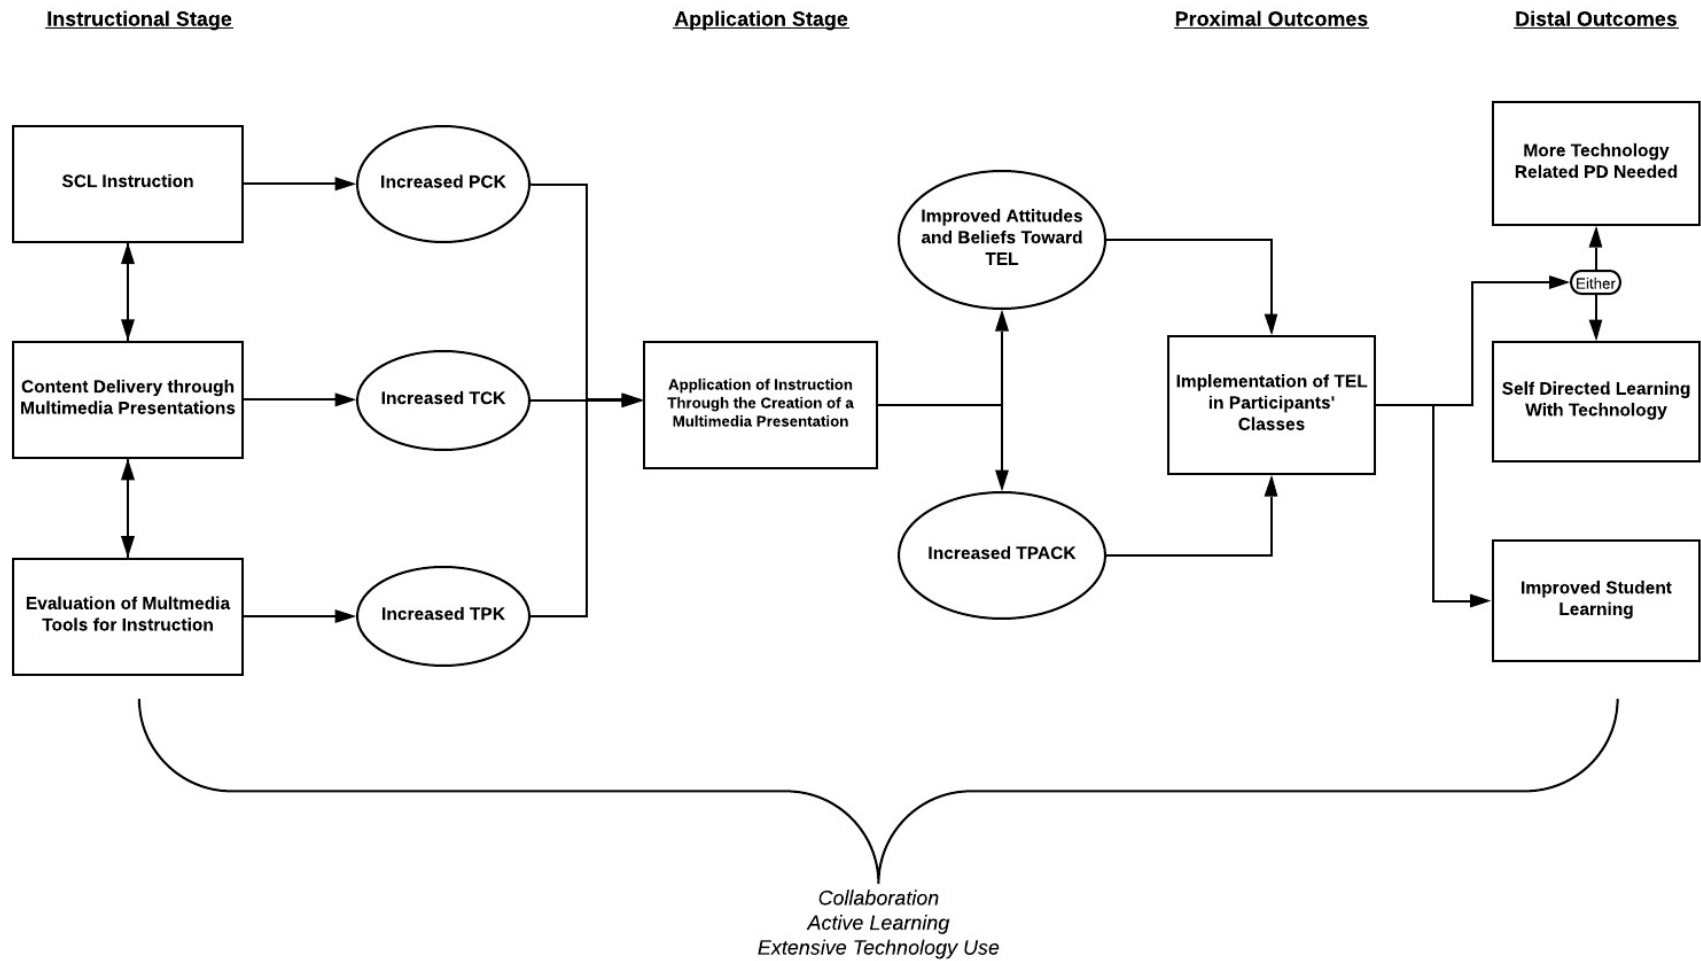 Instructional Stage
Application Stage
Proximal Outcomes
Distal Outcomes
SCL Instruction
Increased PCK
Content Delivery through
Multimedia Presentations
Increased TCK
Evaluation of Multmedia
Tools for Instruction
Increased TPK
Application of Instruction
Through the Creation of a
Multimedia Presentation
Improved Attitudes
and Beliefs Toward
TEL
Increased TPACK
Implementation of TEL
in Participants'
Classes
More Technology
Related PD Needed
Either
Self Directed Learning
With Technology
Improved Student
Learning
Collaboration
Active Learning
Extensive Technology Use